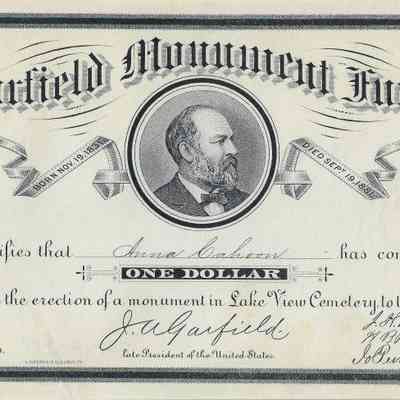 arfield Monument Fu
BORN NOV. 19, 1831
DIED SEPT. 19, 1881
ifies that Anna Cahoon has con
ONE DOLLAR
the erection of a monument in Lake View Cemetery, to t
J. A. Garfield.
late President of the United States.